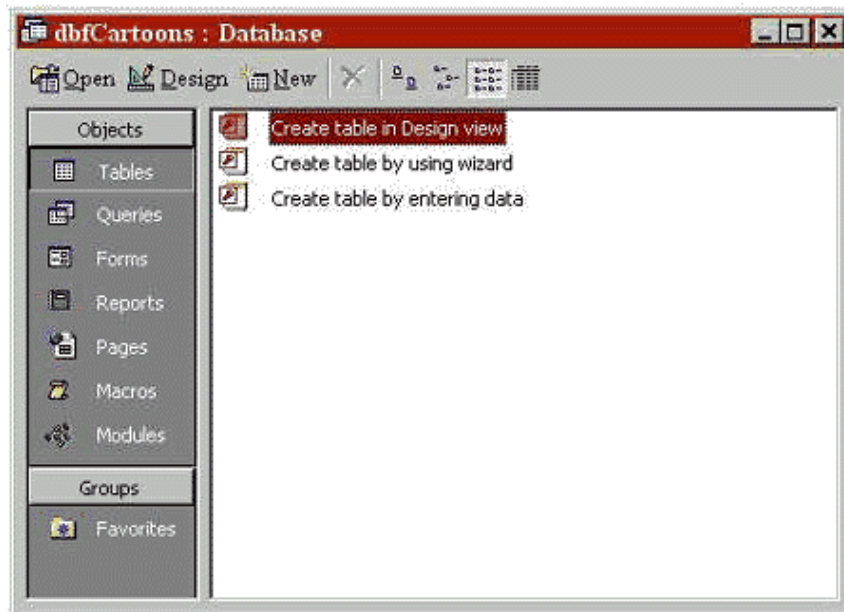 dbfCartoons : Database
Open Design New
Objects
Tables
Queries
Forms
Reports
Pages
Macros
Modules
Groups
Favorites
Create table in Design view
Create table by using wizard
Create table by entering data